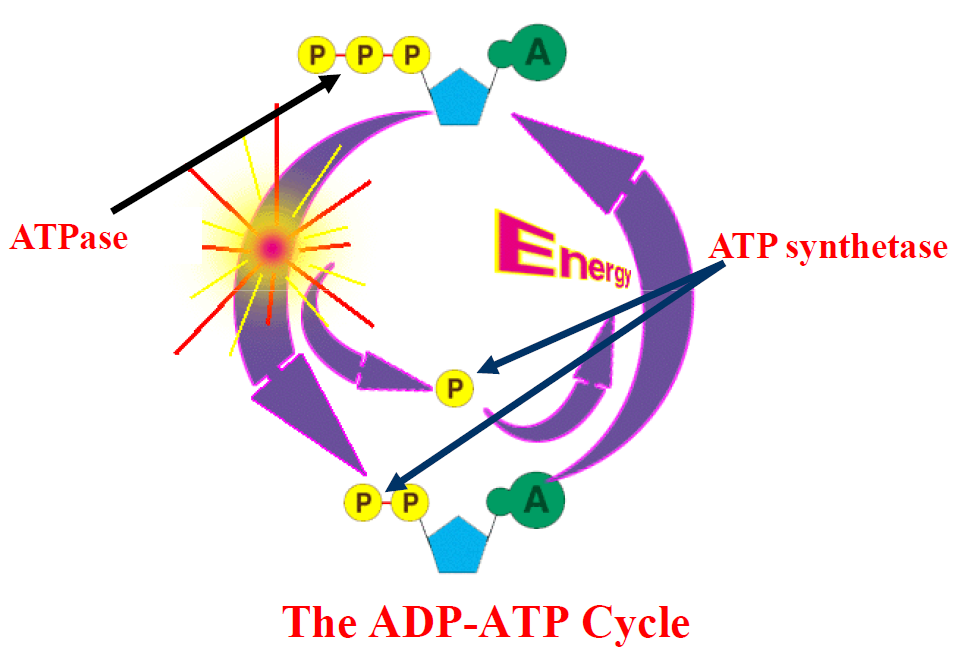 P P P A
ATPase
Energy
ATP synthetase
P
P P A
The ADP-ATP Cycle